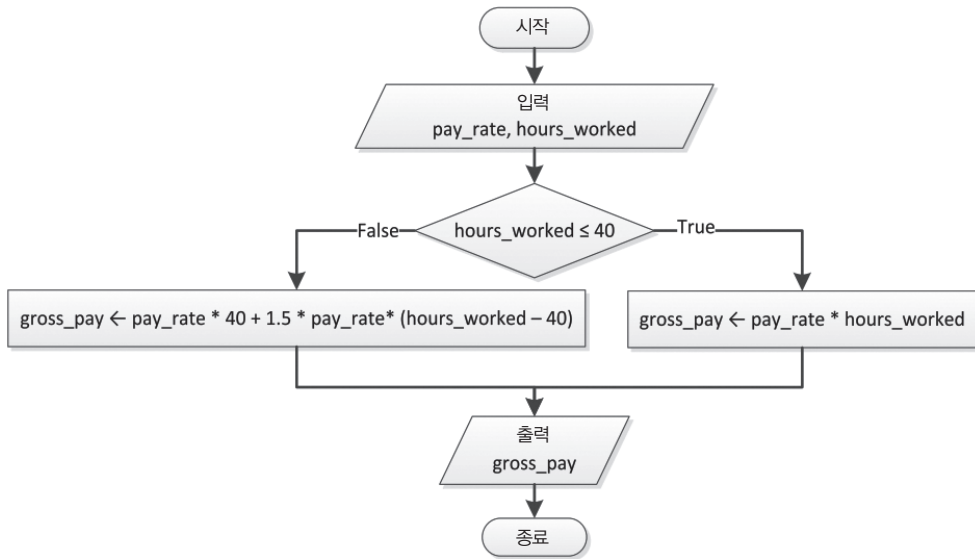 시작
입력
pay_rate, hours_worked
hours_worked ≤ 40
False
True
gross_pay ← pay_rate * 40 + 1.5 * pay_rate* (hours_worked – 40)
gross_pay ← pay_rate * hours_worked
출력
gross_pay
종료